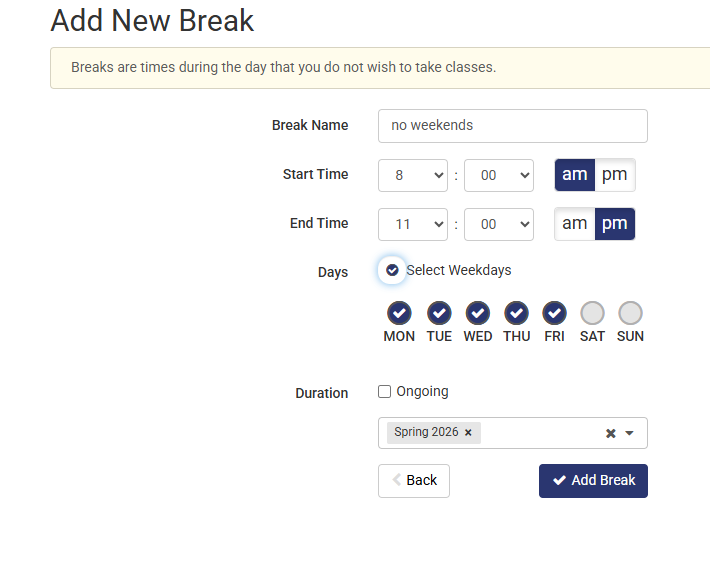 Add New Break
Breaks are times during the day that you do not wish to take classes.
Break Name no weekends
Start Time 8 : 00 am pm
End Time 11 : 00 am pm
Days Select Weekdays
MON TUE WED THU FRI SAT SUN
Duration Ongoing
Spring 2026 ×
Back Add Break